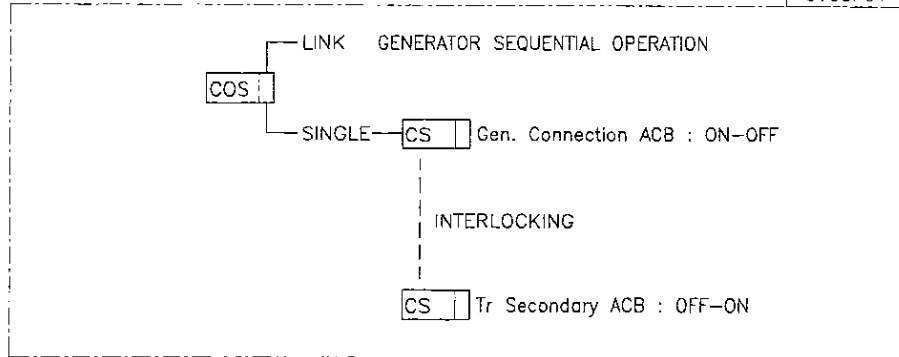 LINK GENERATOR SEQUENTIAL OPERATION
COS
SINGLE CS Gen. Connection ACB : ON-OFF
INTERLOCKING
CS Tr Secondary ACB : OFF-ON